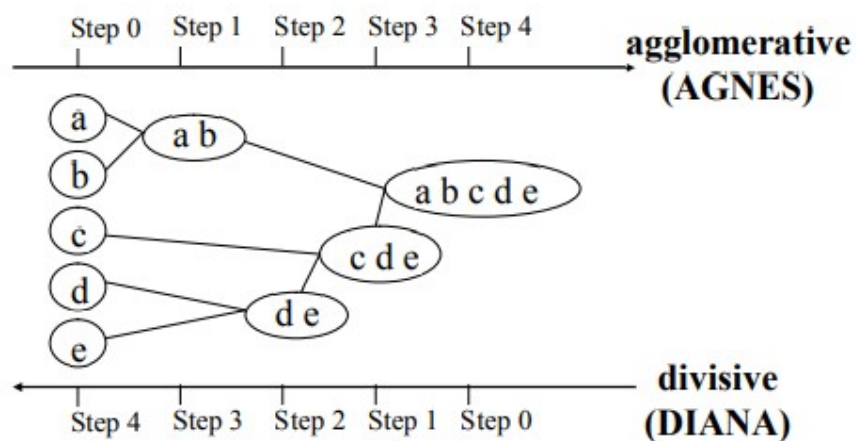 Step 0 Step 1 Step 2 Step 3 Step 4
agglomerative
(AGNES)
a
a b
b
a b c d e
c
c d e
d
d e
e
divisive
(DIANA)
Step 4 Step 3 Step 2 Step 1 Step 0